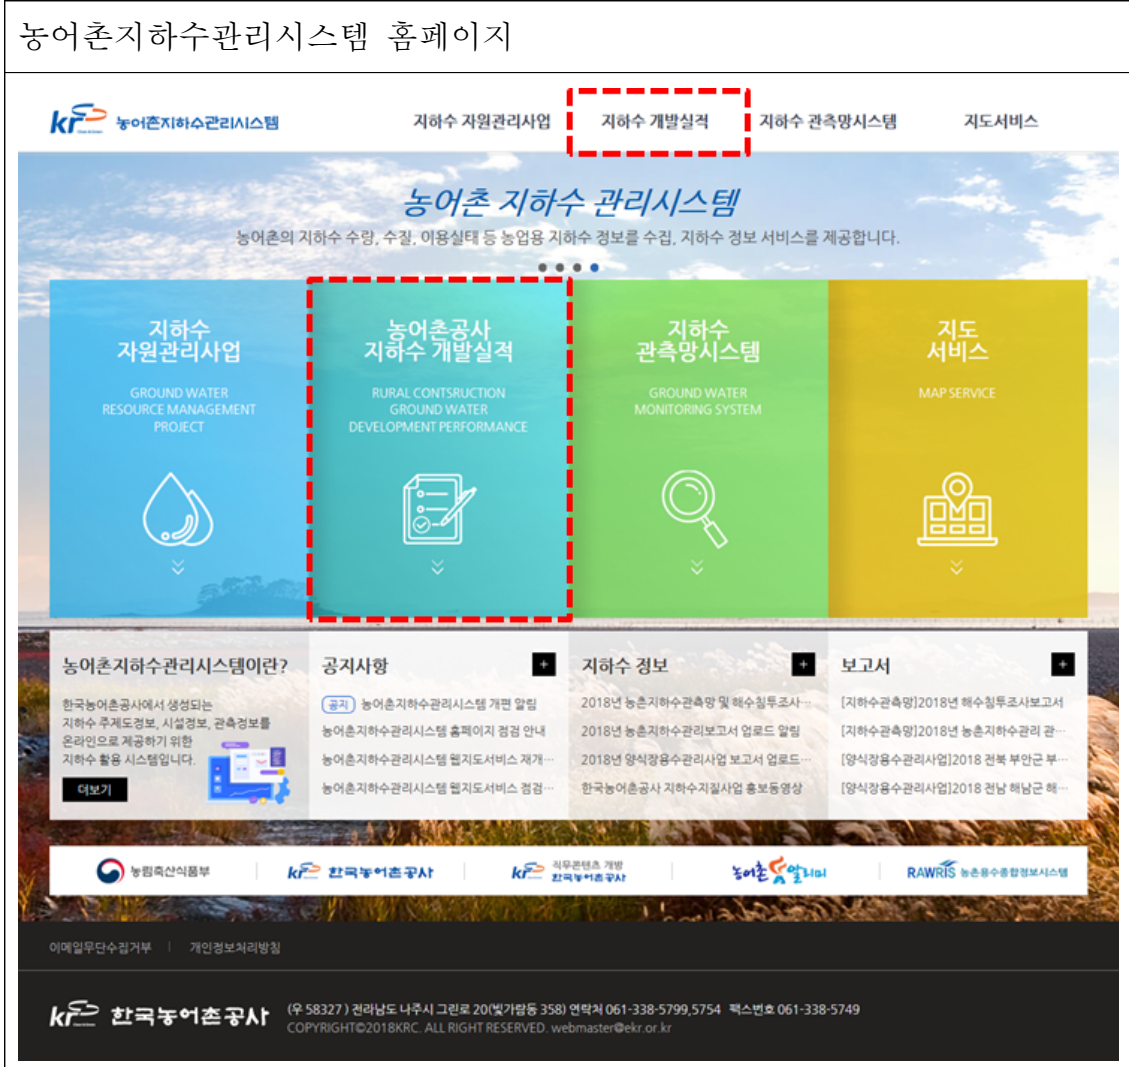 농어촌지하수관리시스템 홈페이지
kr 농어촌지하수관리시스템
지하수 자원관리사업 지하수 개발실적 지하수 관측망시스템 지도서비스
농어촌 지하수 관리시스템
농어촌의 지하수 수량, 수질, 이용실태 등 농업용 지하수 정보를 수집, 지하수 정보 서비스를 제공합니다.
지하수
자원관리사업
GROUND WATER
RESOURCE MANAGEMENT
PROJECT
농어촌공사
지하수 개발실적
RURAL CONTSRUCTION
GROUND WATER
DEVELOPMENT PERFORMANCE
지하수
관측망시스템
GROUND WATER
MONITORING SYSTEM
지도
서비스
MAP SERVICE
농어촌지하수관리시스템이란?
한국농어촌공사에서 생성되는
지하수 주제도정보, 시설정보, 관측정보를
온라인으로 제공하기 위한
지하수 활용 시스템입니다.
더보기
공지사항 +
공지 농어촌지하수관리시스템 개편 알림
농어촌지하수관리시스템 홈페이지 점검 안내
농어촌지하수관리시스템 웹지도서비스 재개…
농어촌지하수관리시스템 웹지도서비스 점검…
지하수 정보 +
2018년 농촌지하수관측망 및 해수침투조사…
2018년 농촌지하수관리보고서 업로드 알림
2018년 양식장용수관리사업 보고서 업로드…
한국농어촌공사 지하수지질사업 홍보동영상
보고서 +
[지하수관측망]2018년 해수침투조사보고서
[지하수관측망]2018년 농촌지하수관리 관…
[양식장용수관리사업]2018 전북 부안군 부…
[양식장용수관리사업]2018 전남 해남군 해…
농림축산식품부
kr 한국농어촌공사
kr 직무콘텐츠 개방
한국농어촌공사
농어촌 알리미
RAWRIS 농촌용수종합정보시스템
이메일무단수집거부 | 개인정보처리방침
kr 한국농어촌공사
(우 58327 ) 전라남도 나주시 그린로 20(빛가람동 358) 연락처 061-338-5799,5754 팩스번호 061-338-5749
COPYRIGHT©2018KRC. ALL RIGHT RESERVED. webmaster@ekr.or.kr